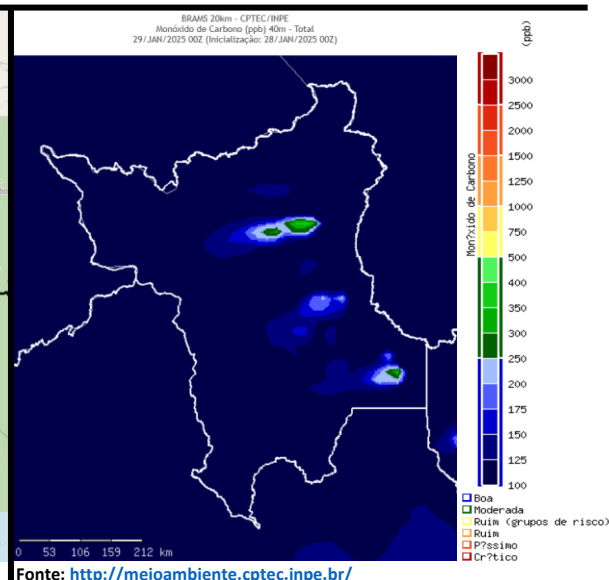 BRAMS 20km - CPTEC/INPE
Monóxido de Carbono (ppb) 40m - Total
29/JAN/2025 00Z (Inicialização: 28/JAN/2025 00Z)
(ppb)
Mon?xido de Carbono
3000
2500
2000
1500
1250
1000
750
500
400
350
300
250
200
175
150
125
100
Boa
Moderada
Ruim (grupos de risco)
Ruim
P?ssimo
Cr?tico
0 53 106 159 212 km
Fonte: http://meioambiente.cptec.inpe.br/